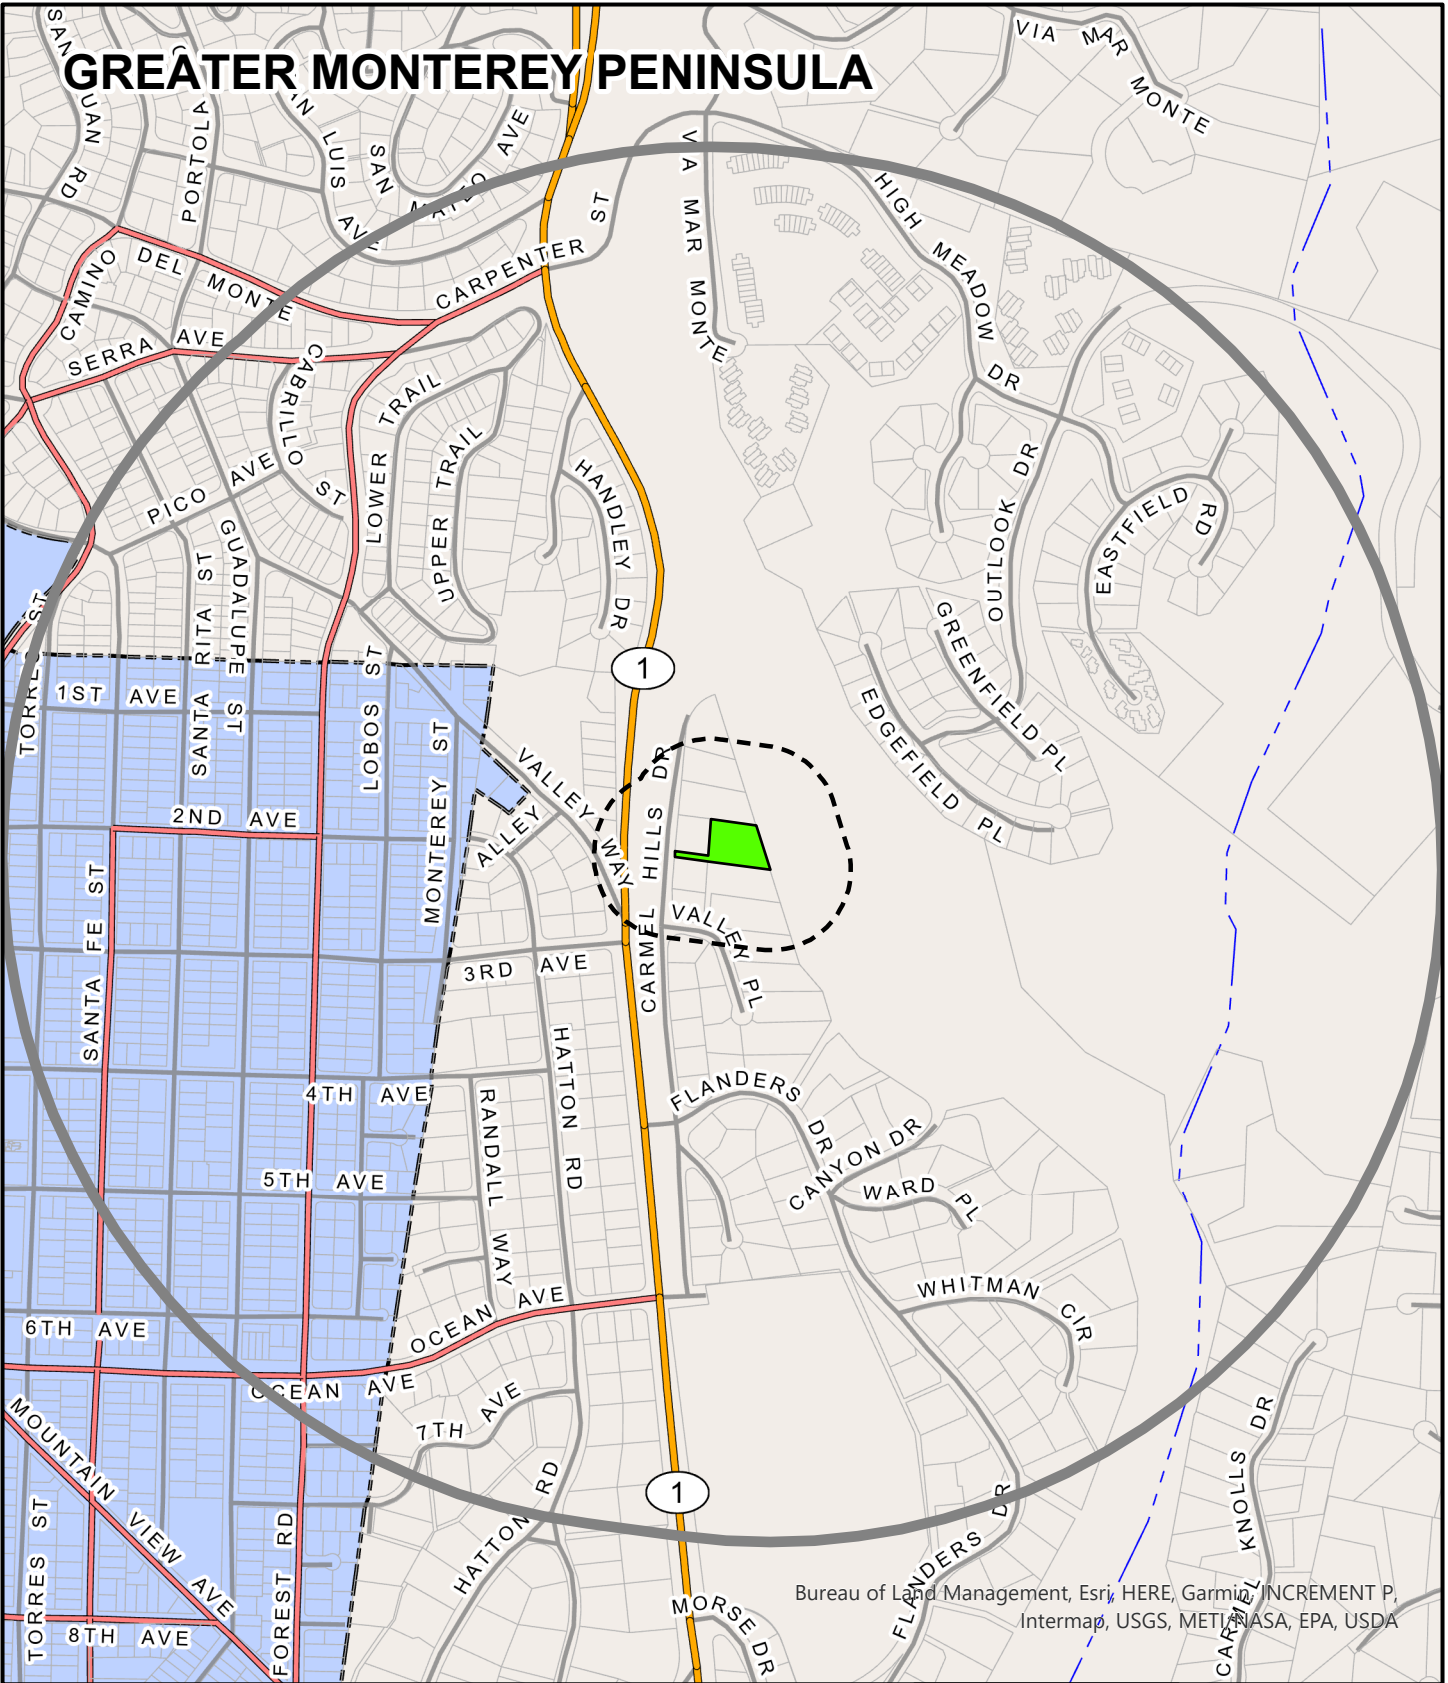 GREATER MONTEREY PENINSULA
SAN JUAN RD
PORTOLA
SAN LUIS AVE
SAN MATEO AVE
VIA MAR MONTE
VIA MAR MONTE
HIGH MEADOW DR
CAMINO DEL MONTE
CARPENTER ST
SERRA AVE
CABRILLO ST
LOWER TRAIL
UPPER TRAIL
PICO AVE
HANDLEY DR
OUTLOOK DR
EASTFIELD RD
GREENFIELD PL
EDGEFIELD PL
SANTA RITA ST
GUADALUPE ST
TORRES ST
1ST AVE
LOBOS ST
MONTEREY ST
1
VALLEY WAY
ALLEY
2ND AVE
CARMEL HILLS DR
VALLEY PL
SANTA FE ST
3RD AVE
HATTON RD
4TH AVE
RANDALL WAY
FLANDERS DR
CANYON DR
WARD PL
5TH AVE
WHITMAN CIR
6TH AVE
OCEAN AVE
OCEAN AVE
7TH AVE
MOUNTAIN VIEW AVE
HATTON RD
1
FLANDERS DR
CARMEL KNOLLS DR
TORRES ST
FOREST RD
8TH AVE
MORSE DR
Bureau of Land Management, Esri, HERE, Garmin, INCREMENT P,
Intermap, USGS, METI/NASA, EPA, USDA